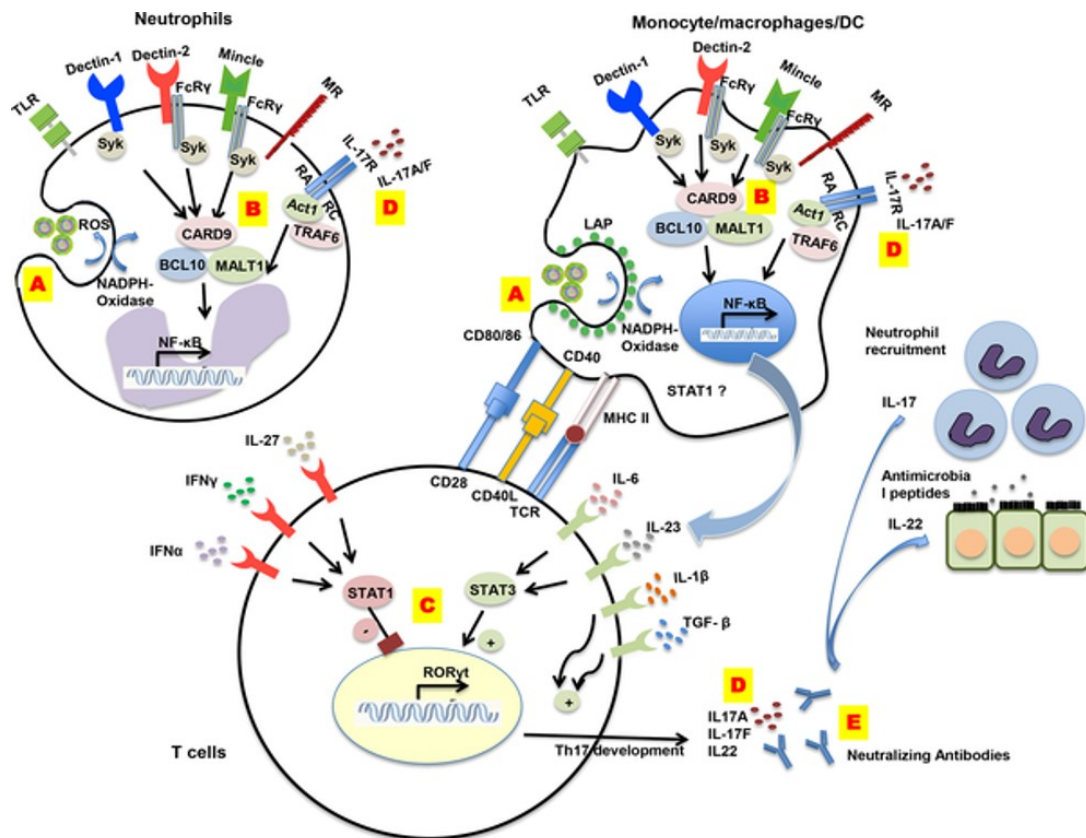 Neutrophils
Dectin-1
Dectin-2
Mincle
TLR
FcRγ
FcRγ
MR
Syk
Syk
Syk
IL-17R
IL-17A/F
RA
RC
Act1
TRAF6
D
B
CARD9
BCL10
MALT1
ROS
A
NADPH-
Oxidase
NF-κB
Monocyte/macrophages/DC
Dectin-1
Dectin-2
Mincle
TLR
FcRγ
FcRγ
MR
Syk
Syk
Syk
IL-17R
IL-17A/F
RA
RC
Act1
TRAF6
D
B
CARD9
BCL10
MALT1
LAP
A
NADPH-
Oxidase
NF-κB
STAT1 ?
CD80/86
CD40
MHC II
CD28
CD40L
TCR
Neutrophil
recruitment
IL-17
Antimicrobia
l peptides
IL-22
IL-27
IFNγ
IFNα
IL-6
IL-23
IL-1β
TGF- β
STAT1
C
STAT3
-
+
RORγt
+
T cells
Th17 development
D
IL17A
IL-17F
IL22
E
Neutralizing Antibodies